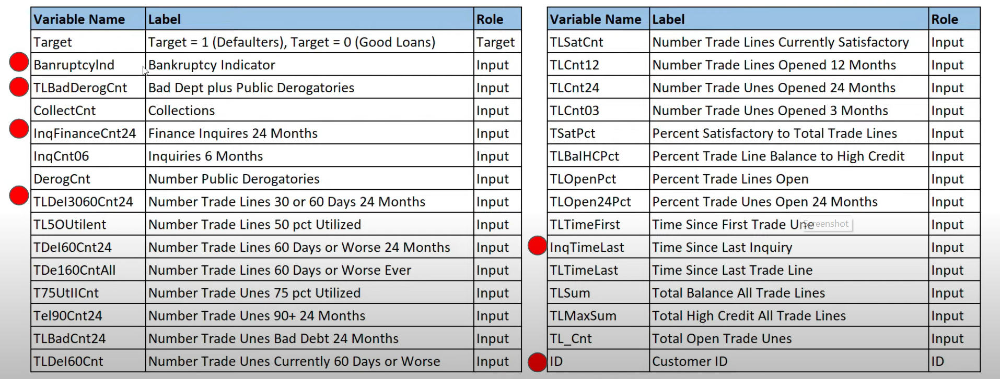 Variable Name Label Role
Target Target = 1 (Defaulters), Target = 0 (Good Loans) Target
BanruptcyInd Bankruptcy Indicator Input
TLBadDerogCnt Bad Dept plus Public Derogatories Input
CollectCnt Collections Input
InqFinanceCnt24 Finance Inquires 24 Months Input
InqCnt06 Inquiries 6 Months Input
DerogCnt Number Public Derogatories Input
TLDel3060Cnt24 Number Trade Lines 30 or 60 Days 24 Months Input
TL5OUtilent Number Trade Lines 50 pct Utilized Input
TDel60Cnt24 Number Trade Lines 60 Days or Worse 24 Months Input
TDe160CntAll Number Trade Lines 60 Days or Worse Ever Input
T75UtIICnt Number Trade Unes 75 pct Utilized Input
Tel90Cnt24 Number Trade Unes 90+ 24 Months Input
TLBadCnt24 Number Trade Unes Bad Debt 24 Months Input
TLDel60Cnt Number Trade Unes Currently 60 Days or Worse Input
Variable Name Label Role
TLSatCnt Number Trade Lines Currently Satisfactory Input
TLCnt12 Number Trade Lines Opened 12 Months Input
TLCnt24 Number Trade Unes Opened 24 Months Input
TLCnt03 Number Trade Unes Opened 3 Months Input
TSatPct Percent Satisfactory to Total Trade Lines Input
TLBalHCPct Percent Trade Line Balance to High Credit Input
TLOpenPct Percent Trade Lines Open Input
TLOpen24Pct Percent Trade Unes Open 24 Months Input
TLTimeFirst Time Since First Trade Une Input
Screenshot
InqTimeLast Time Since Last Inquiry Input
TLTimeLast Time Since Last Trade Line Input
TLSum Total Balance All Trade Lines Input
TLMaxSum Total High Credit All Trade Lines Input
TL_Cnt Total Open Trade Unes Input
ID Customer ID ID